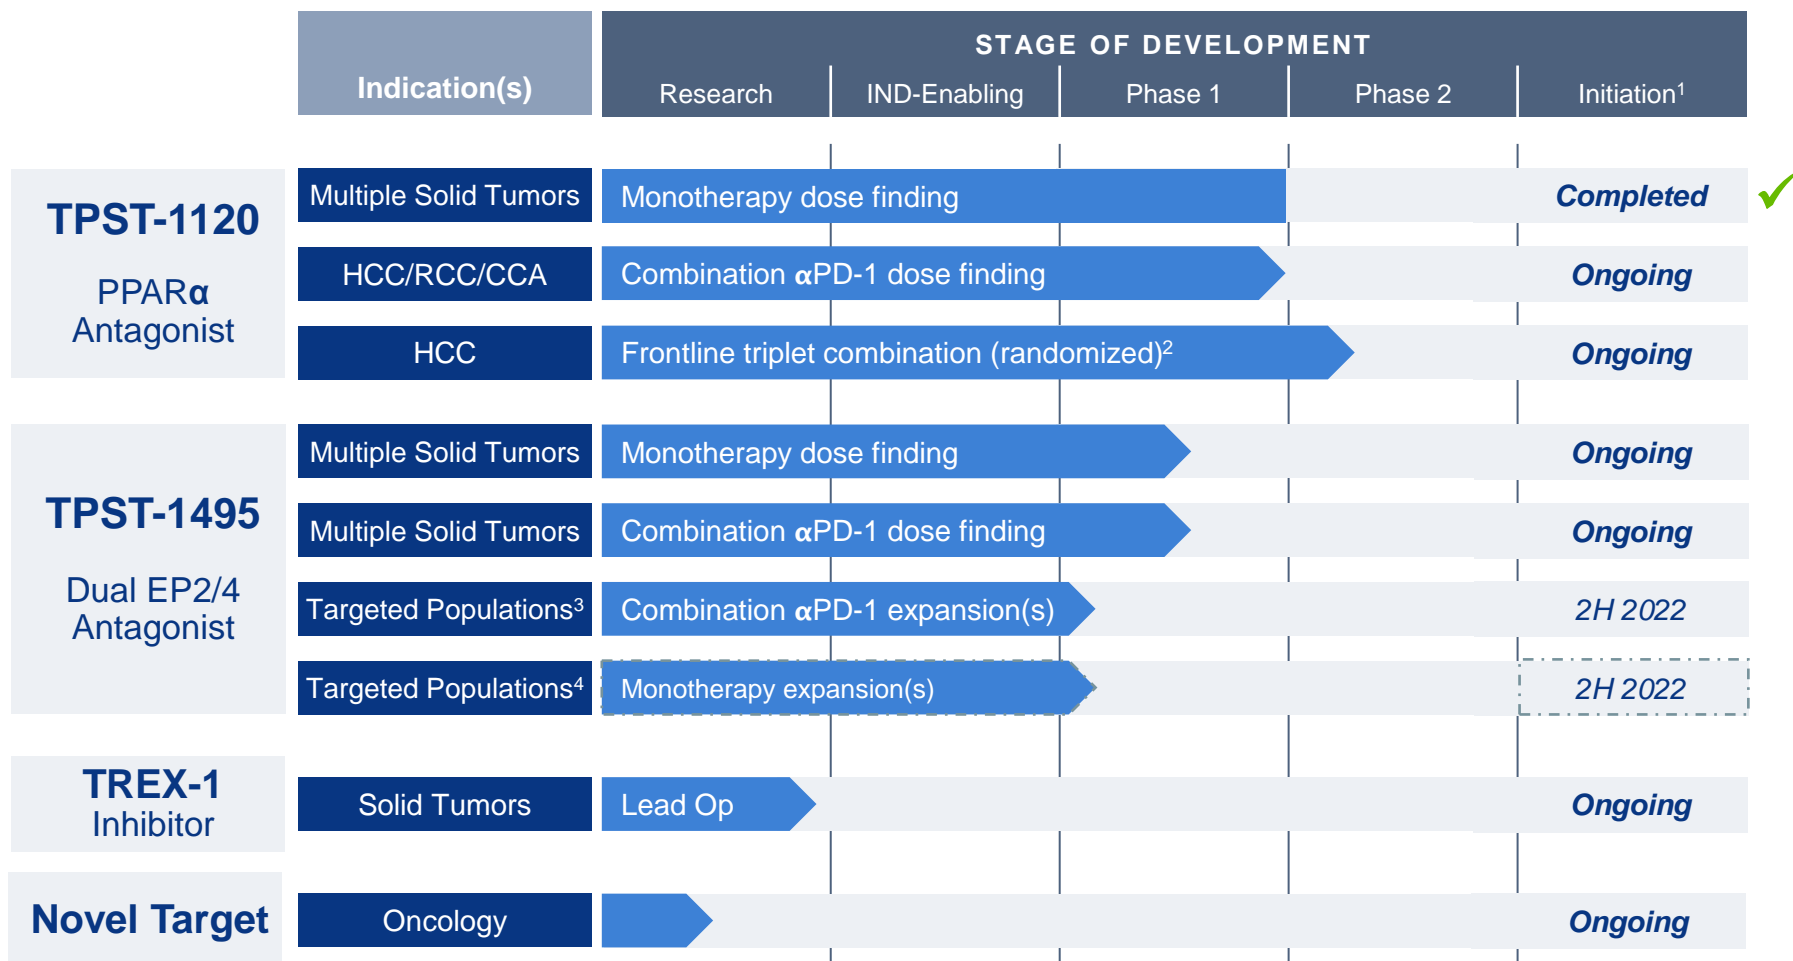 STAGE OF DEVELOPMENT
Indication(s)
Research
IND-Enabling
Phase 1
Phase 2
Initiation¹
TPST-1120
PPARα
Antagonist
Multiple Solid Tumors
Monotherapy dose finding
Completed
HCC/RCC/CCA
Combination αPD-1 dose finding
Ongoing
HCC
Frontline triplet combination (randomized)²
Ongoing
TPST-1495
Dual EP2/4
Antagonist
Multiple Solid Tumors
Monotherapy dose finding
Ongoing
Multiple Solid Tumors
Combination αPD-1 dose finding
Ongoing
Targeted Populations³
Combination αPD-1 expansion(s)
2H 2022
Targeted Populations⁴
Monotherapy expansion(s)
2H 2022
TREX-1
Inhibitor
Solid Tumors
Lead Op
Ongoing
Novel Target
Oncology
Ongoing